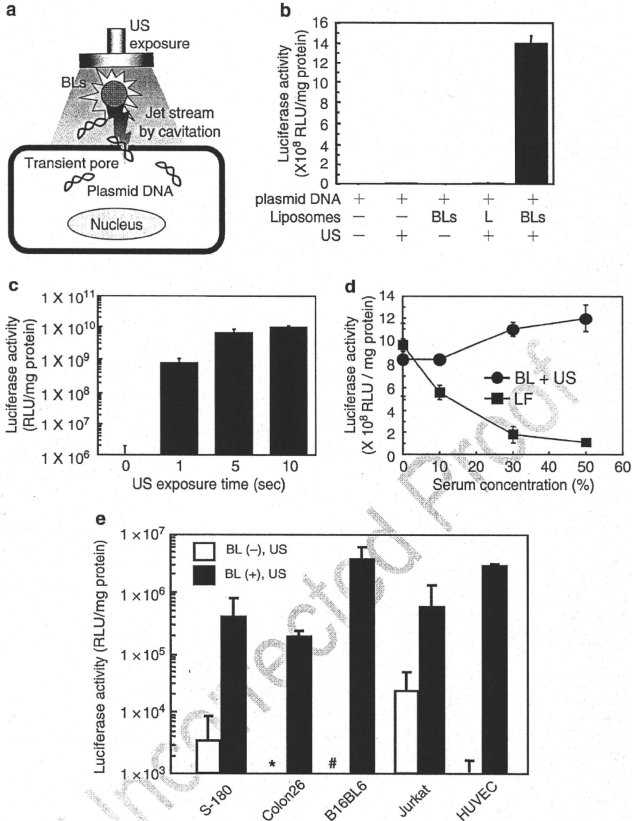 a
US
exposure
BLs
Jet stream
by cavitation
Transient pore
Plasmid DNA
Nucleus
b
Luciferase activity
(X10⁸ RLU/mg protein)
16
14
12
10
8
6
4
2
0
plasmid DNA + + + + +
Liposomes − − BLs L BLs
US − + − + +
c
Luciferase activity
(RLU/mg protein)
1 X 10¹¹
1 X 10¹⁰
1 X 10⁹
1 X 10⁸
1 X 10⁷
1 X 10⁶
0 1 5 10
US exposure time (sec)
d
Luciferase activity
(X 10⁸ RLU / mg protein)
14
12
10
8
6
4
2
0
BL + US
LF
0 10 20 30 40 50 60
Serum concentration (%)
e
Luciferase activity (RLU/mg protein)
1 × 10⁷
1 × 10⁶
1 × 10⁵
1 × 10⁴
1 × 10³
BL (−), US
BL (+), US
* #
S-180 Colon26 B16BL6 Jurkat HUVEC
Uncorrected Proof